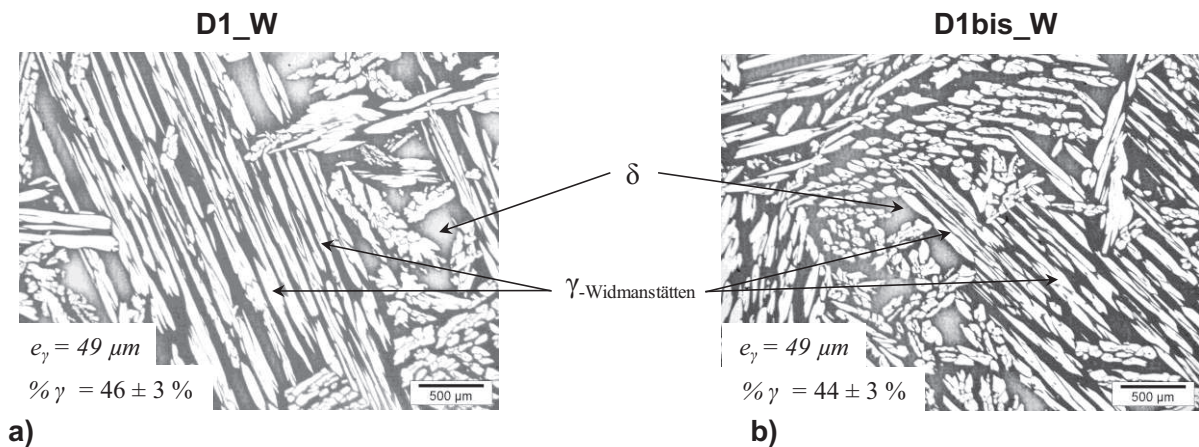 D1_W
D1bis_W
δ
γ-Widmanstätten
eγ = 49 µm
% γ = 46 ± 3 %
500 µm
eγ = 49 µm
% γ = 44 ± 3 %
500 µm
a)
b)